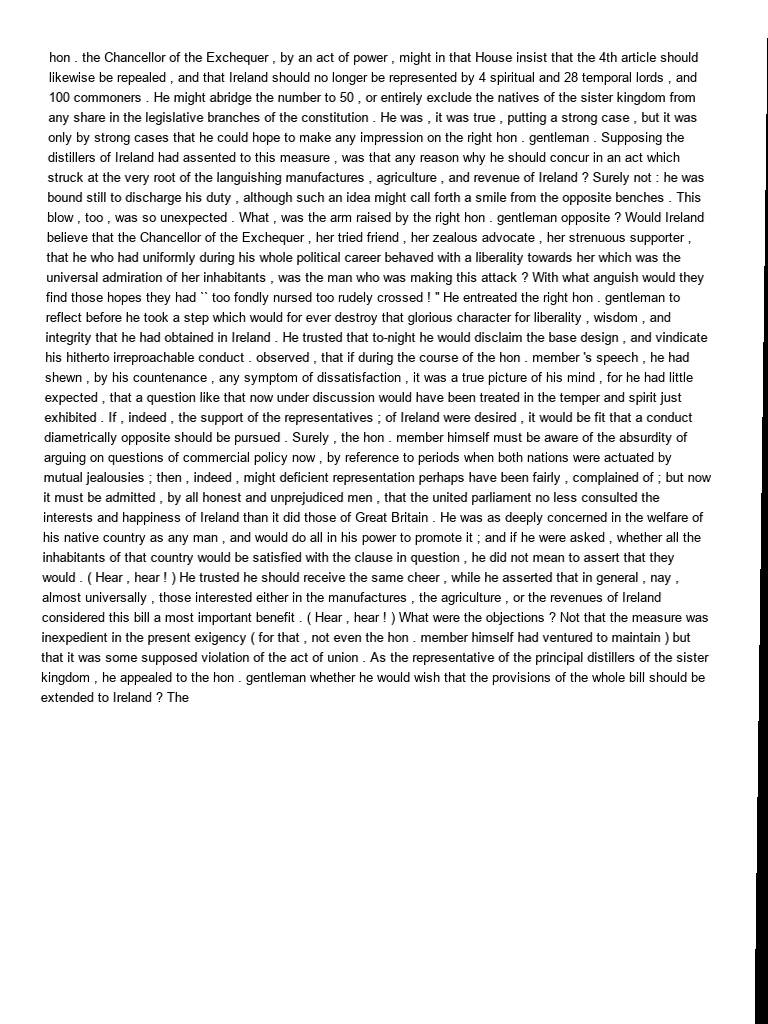 hon . the Chancellor of the Exchequer , by an act of power , might in that House insist that the 4th article should
likewise be repealed , and that Ireland should no longer be represented by 4 spiritual and 28 temporal lords , and
100 commoners . He might abridge the number to 50 , or entirely exclude the natives of the sister kingdom from
any share in the legislative branches of the constitution . He was , it was true , putting a strong case , but it was
only by strong cases that he could hope to make any impression on the right hon . gentleman . Supposing the
distillers of Ireland had assented to this measure , was that any reason why he should concur in an act which
struck at the very root of the languishing manufactures , agriculture , and revenue of Ireland ? Surely not : he was
bound still to discharge his duty , although such an idea might call forth a smile from the opposite benches . This
blow , too , was so unexpected . What , was the arm raised by the right hon . gentleman opposite ? Would Ireland
believe that the Chancellor of the Exchequer , her tried friend , her zealous advocate , her strenuous supporter ,
that he who had uniformly during his whole political career behaved with a liberality towards her which was the
universal admiration of her inhabitants , was the man who was making this attack ? With what anguish would they
find those hopes they had `` too fondly nursed too rudely crossed ! " He entreated the right hon . gentleman to
reflect before he took a step which would for ever destroy that glorious character for liberality , wisdom , and
integrity that he had obtained in Ireland . He trusted that to-night he would disclaim the base design , and vindicate
his hitherto irreproachable conduct . observed , that if during the course of the hon . member 's speech , he had
shewn , by his countenance , any symptom of dissatisfaction , it was a true picture of his mind , for he had little
expected , that a question like that now under discussion would have been treated in the temper and spirit just
exhibited . If , indeed , the support of the representatives ; of Ireland were desired , it would be fit that a conduct
diametrically opposite should be pursued . Surely , the hon . member himself must be aware of the absurdity of
arguing on questions of commercial policy now , by reference to periods when both nations were actuated by
mutual jealousies ; then , indeed , might deficient representation perhaps have been fairly , complained of ; but now
it must be admitted , by all honest and unprejudiced men , that the united parliament no less consulted the
interests and happiness of Ireland than it did those of Great Britain . He was as deeply concerned in the welfare of
his native country as any man , and would do all in his power to promote it ; and if he were asked , whether all the
inhabitants of that country would be satisfied with the clause in question , he did not mean to assert that they
would . ( Hear , hear ! ) He trusted he should receive the same cheer , while he asserted that in general , nay ,
almost universally , those interested either in the manufactures , the agriculture , or the revenues of Ireland
considered this bill a most important benefit . ( Hear , hear ! ) What were the objections ? Not that the measure was
inexpedient in the present exigency ( for that , not even the hon . member himself had ventured to maintain ) but
that it was some supposed violation of the act of union . As the representative of the principal distillers of the sister
kingdom , he appealed to the hon . gentleman whether he would wish that the provisions of the whole bill should be
extended to Ireland ? The